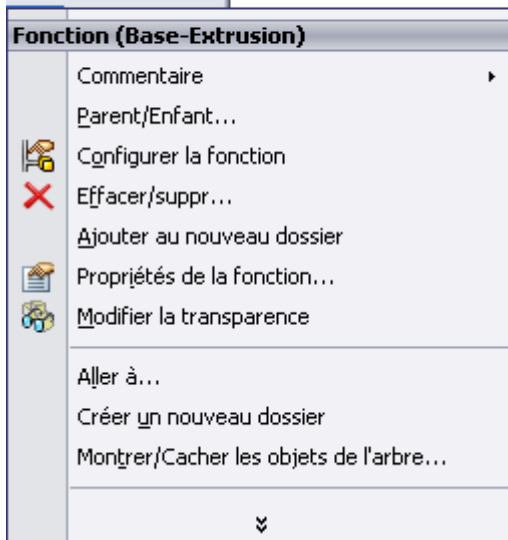 Fonction (Base-Extrusion)
Commentaire
Parent/Enfant...
Configurer la fonction
Effacer/suppr...
Ajouter au nouveau dossier
Propriétés de la fonction...
Modifier la transparence
Aller à...
Créer un nouveau dossier
Montrer/Cacher les objets de l'arbre...